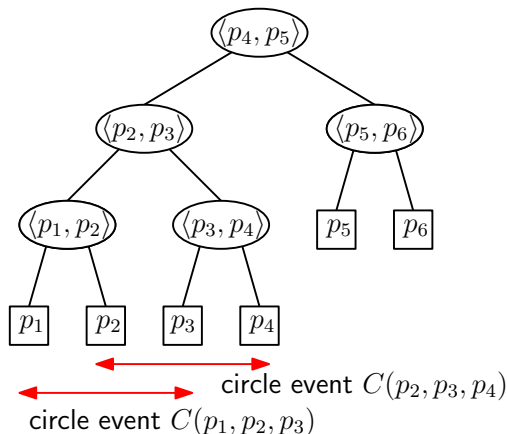 ⟨p₄, p₅⟩
⟨p₂, p₃⟩ ⟨p₅, p₆⟩
⟨p₁, p₂⟩ ⟨p₃, p₄⟩ p₅ p₆
p₁ p₂ p₃ p₄
circle event C(p₂, p₃, p₄)
circle event C(p₁, p₂, p₃)